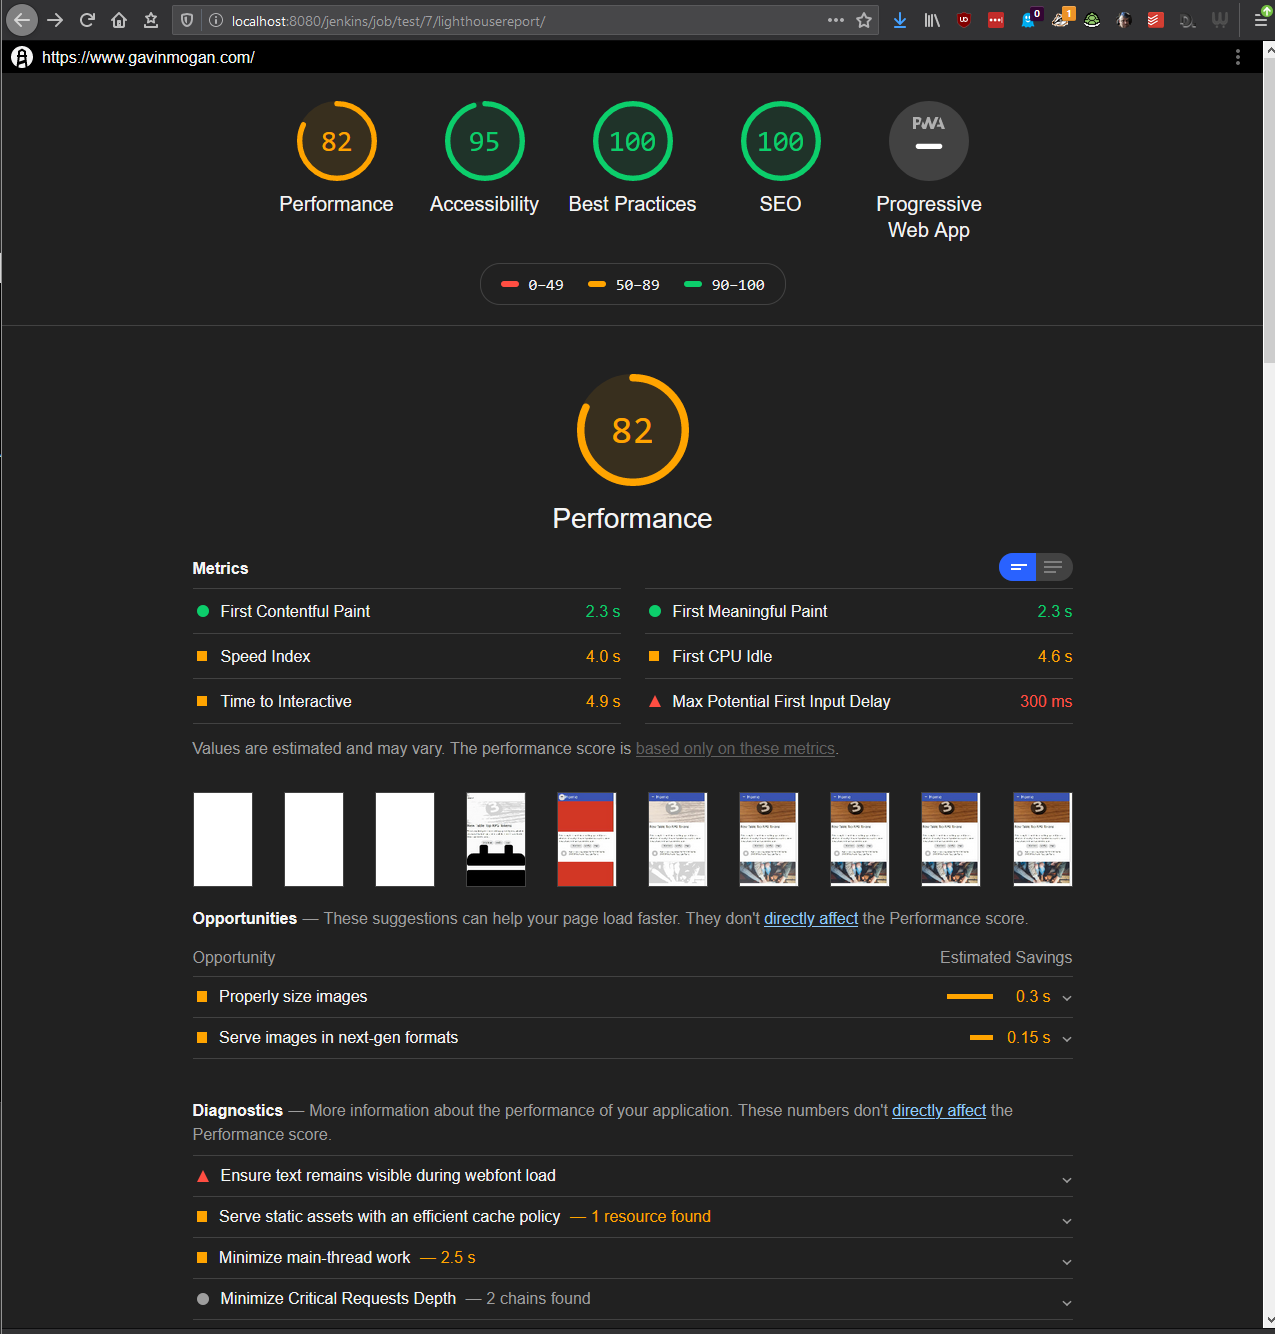 localhost:8080/jenkins/job/test/7/lighthousereport/
0
1
https://www.gavinmogan.com/
82
95
100
100
PWA
Performance
Accessibility
Best Practices
SEO
Progressive
Web App
0–49
50–89
90–100
82
Performance
Metrics
First Contentful Paint 2.3 s
First Meaningful Paint 2.3 s
Speed Index 4.0 s
First CPU Idle 4.6 s
Time to Interactive 4.9 s
Max Potential First Input Delay 300 ms
Values are estimated and may vary. The performance score is based only on these metrics.
Opportunities — These suggestions can help your page load faster. They don't directly affect the Performance score.
Opportunity Estimated Savings
Properly size images 0.3 s
Serve images in next-gen formats 0.15 s
Diagnostics — More information about the performance of your application. These numbers don't directly affect the
Performance score.
Ensure text remains visible during webfont load
Serve static assets with an efficient cache policy — 1 resource found
Minimize main-thread work — 2.5 s
Minimize Critical Requests Depth — 2 chains found